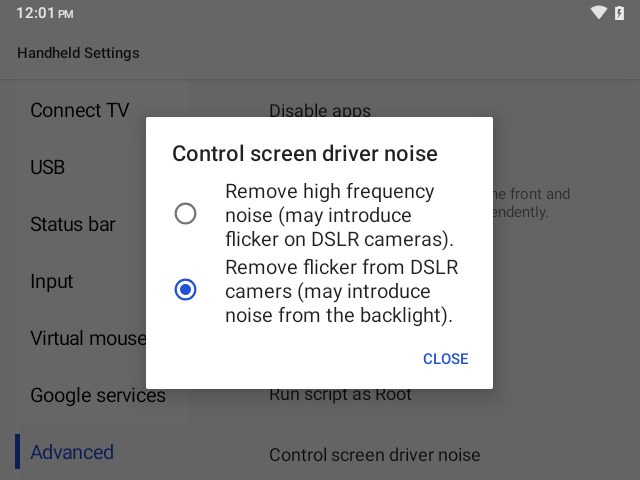 12:01 PM
Handheld Settings
Connect TV
USB
Status bar
Input
Virtual mouse
Google services
Advanced
Disable apps
he front and
endently.
Control screen driver noise
Remove high frequency
noise (may introduce
flicker on DSLR cameras).
Remove flicker from DSLR
camers (may introduce
noise from the backlight).
CLOSE
Run script as Root
Control screen driver noise